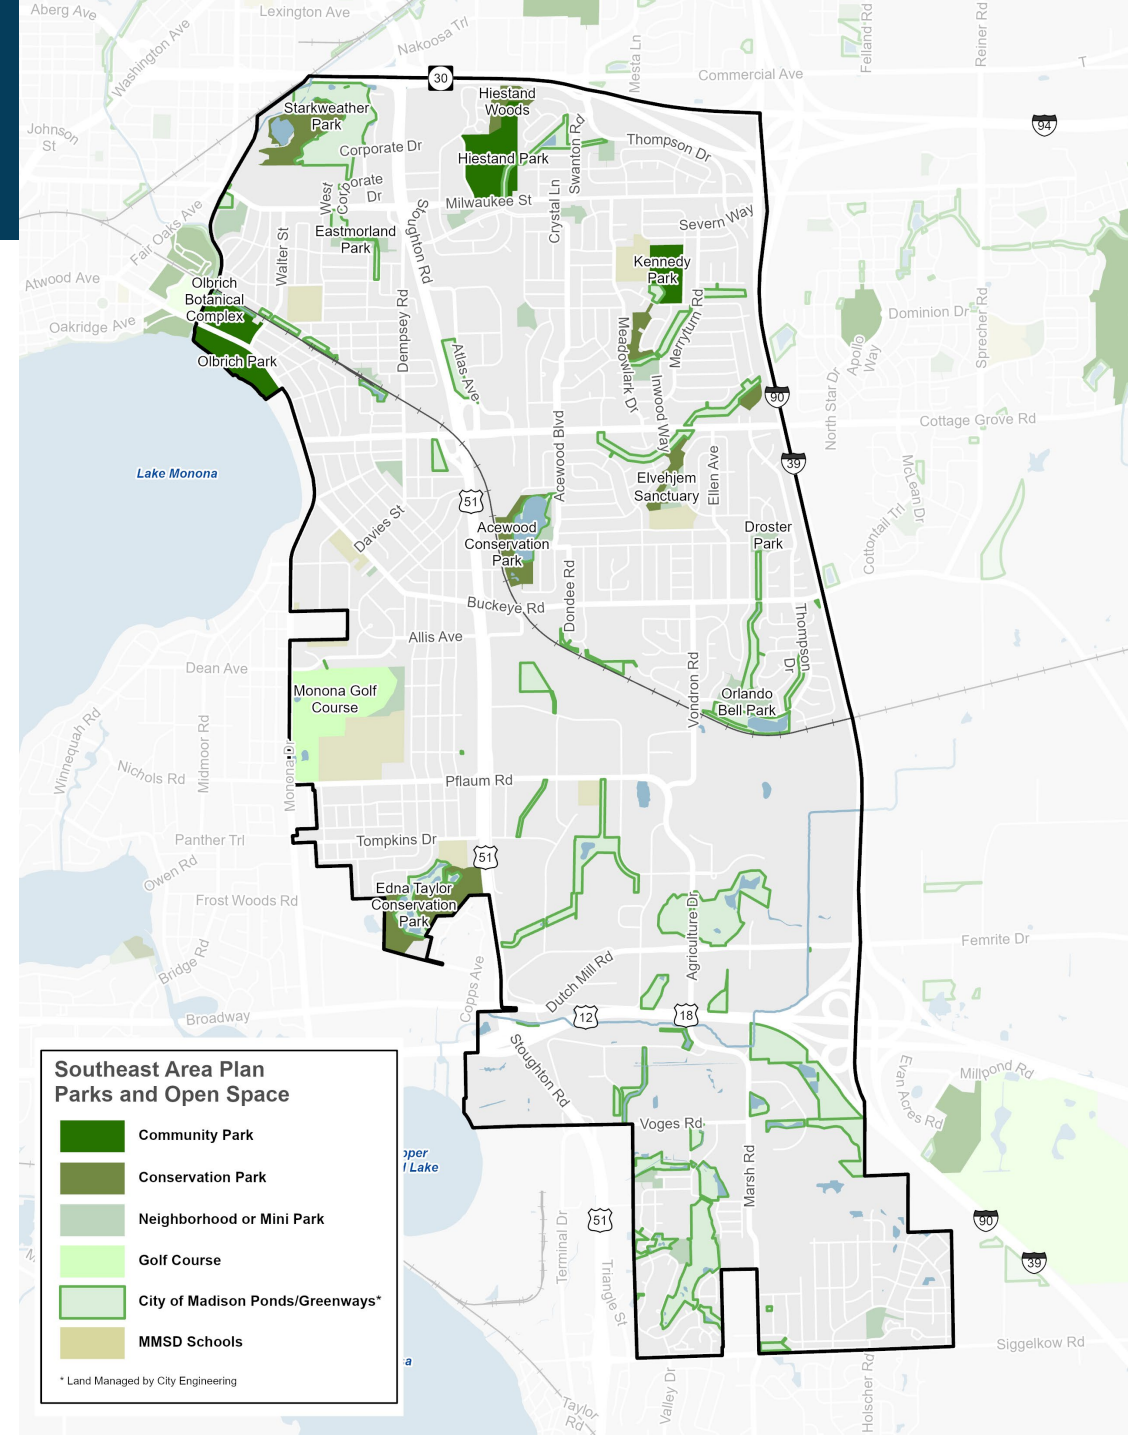 Aberg Ave
Washington Ave
Lexington Ave
Nakoosa Trl
Mesta Ln
Commercial Ave
Felland Rd
Reiner Rd
T
30
94
Johnson
St
Starkweather
Park
Hiestand
Woods
Hiestand Park
Swanton Rd
Thompson Dr
Corporate Dr
West
Corporate
Dr
Milwaukee St
Crystal Ln
Severn Way
Fair Oaks Ave
Walter St
Eastmorland
Park
Stoughton Rd
Kennedy
Park
Atwood Ave
Olbrich
Botanical
Complex
Oakridge Ave
Olbrich Park
Dempsey Rd
Atlas Ave
Meadowlark Dr
Merryturn Rd
Inwood Way
Dominion Dr
Sprecher Rd
Apollo
Way
North Star Dr
90
39
Cottage Grove Rd
Lake Monona
51
Acewood Blvd
Elvehjem
Sanctuary
Ellen Ave
McLean Dr
Cottontail Trl
Davies St
Acewood
Conservation
Park
Droster
Park
Buckeye Rd
Dondee Rd
Thompson
Dr
Allis Ave
Dean Ave
Monona Golf
Course
Vondron Rd
Orlando
Bell Park
Winnequah Rd
Midmoor Rd
Nichols Rd
Monona Dr
Pflaum Rd
Panther Trl
Tompkins Dr
51
Owen Rd
Frost Woods Rd
Edna Taylor
Conservation
Park
Agriculture Dr
Femrite Dr
Bridge Rd
Copps Ave
Dutch Mill Rd
Broadway
12
18
Stoughton Rd
Evan Acres Rd
Millpond Rd
Voges Rd
Marsh Rd
51
90
39
Terminal Dr
Triangle St
Siggelkow Rd
Valley Dr
Holscher Rd
Taylor
Rd
Southeast Area Plan
Parks and Open Space
Community Park
Conservation Park
Neighborhood or Mini Park
Golf Course
City of Madison Ponds/Greenways*
MMSD Schools
* Land Managed by City Engineering
Lake